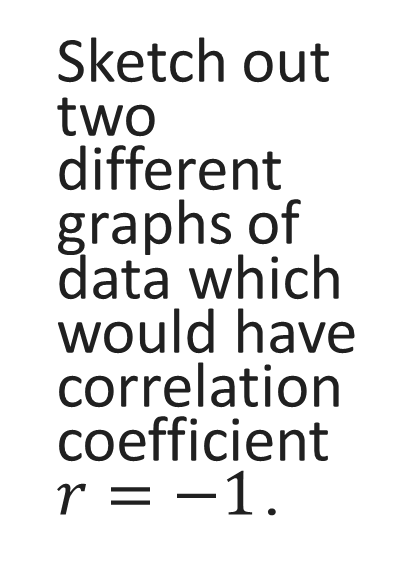 Sketch out
two
different
graphs of
data which
would have
correlation
coefficient
r = −1.